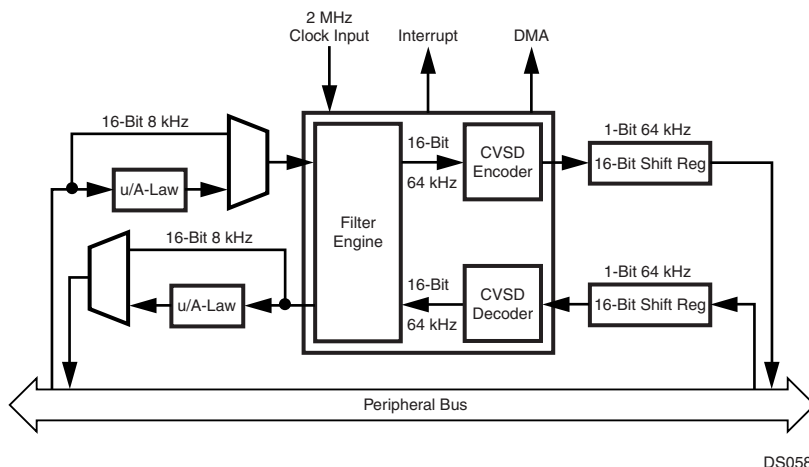 2 MHz
Clock Input
Interrupt
DMA
16-Bit 8 kHz
u/A-Law
Filter
Engine
16-Bit
64 kHz
CVSD
Encoder
1-Bit 64 kHz
16-Bit Shift Reg
16-Bit 8 kHz
u/A-Law
16-Bit
64 kHz
CVSD
Decoder
1-Bit 64 kHz
16-Bit Shift Reg
Peripheral Bus
DS058